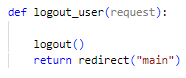 def logout_user(request):
    logout()
    return redirect("main")